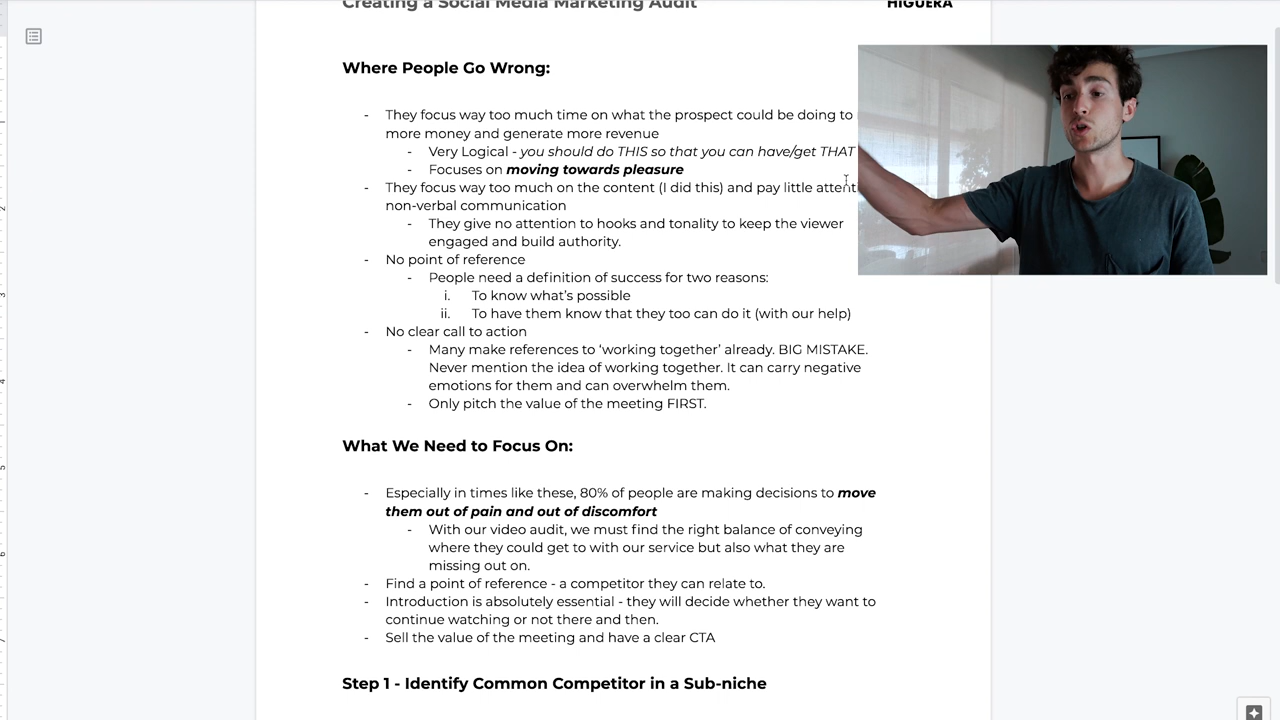 Creating a Social Media Marketing Audit
HIGUERA
Where People Go Wrong:
- They focus way too much time on what the prospect could be doing to
more money and generate more revenue
- Very Logical - you should do THIS so that you can have/get THAT
- Focuses on moving towards pleasure
- They focus way too much on the content (I did this) and pay little
non-verbal communication
- They give no attention to hooks and tonality to keep the viewer
engaged and build authority.
- No point of reference
- People need a definition of success for two reasons:
i. To know what's possible
ii. To have them know that they too can do it (with our help)
- No clear call to action
- Many make references to 'working together' already. BIG MISTAKE.
Never mention the idea of working together. It can carry negative
emotions for them and can overwhelm them.
- Only pitch the value of the meeting FIRST.
What We Need to Focus On:
- Especially in times like these, 80% of people are making decisions to move
them out of pain and out of discomfort
- With our video audit, we must find the right balance of conveying
where they could get to with our service but also what they are
missing out on.
- Find a point of reference - a competitor they can relate to.
- Introduction is absolutely essential - they will decide whether they want to
continue watching or not there and then.
- Sell the value of the meeting and have a clear CTA
Step 1 - Identify Common Competitor in a Sub-niche